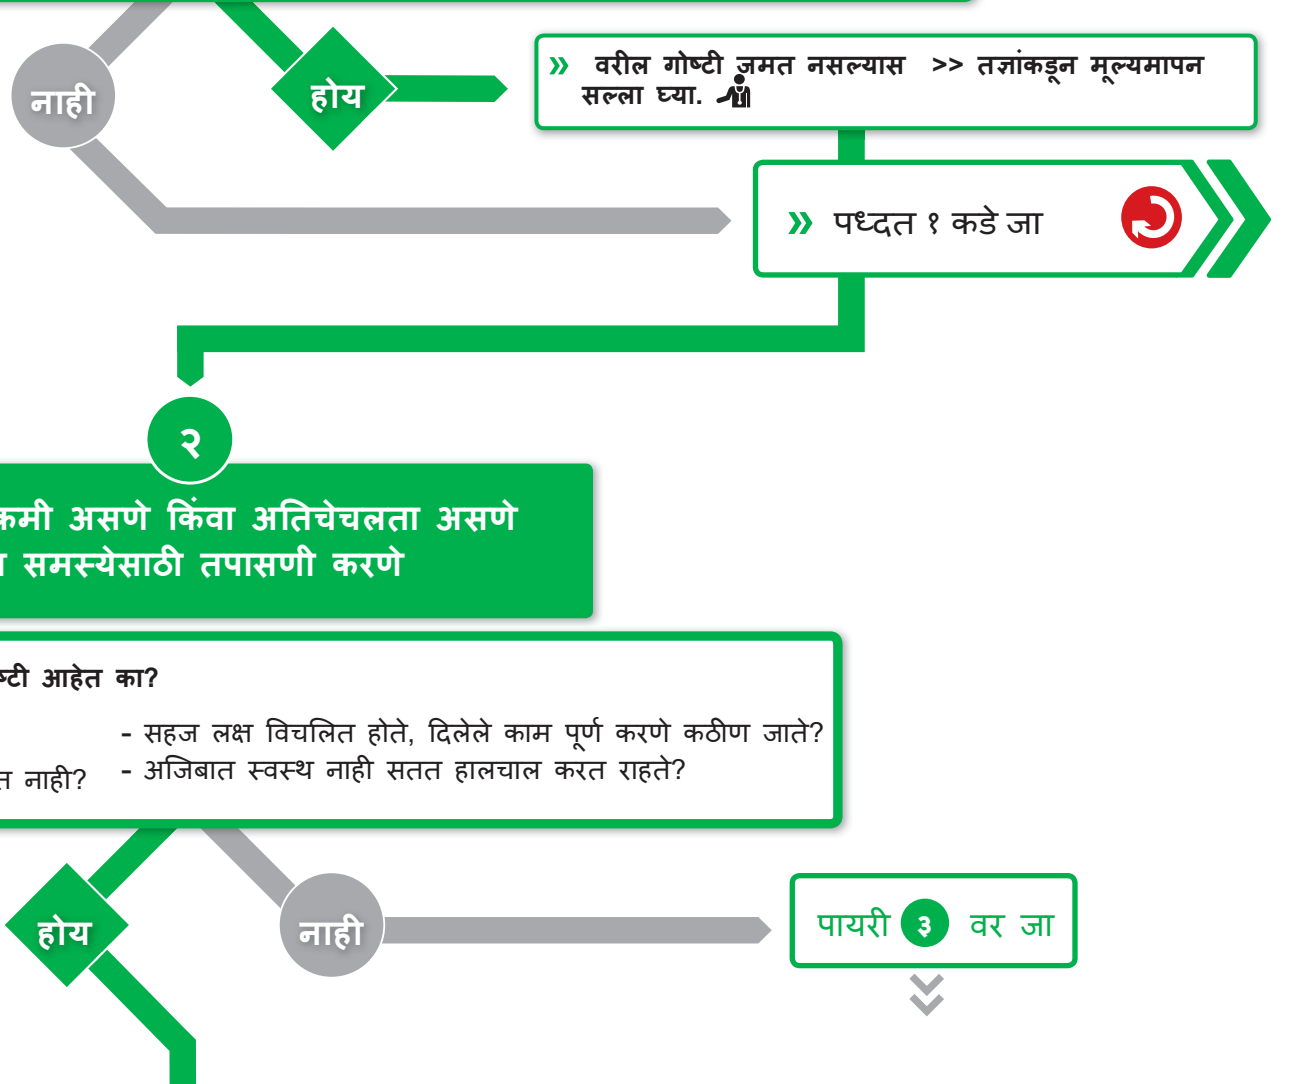 नाही
होय
» वरील गोष्टी जमत नसल्यास >> तज्ञांकडून मूल्यमापन
सल्ला घ्या.
» पध्दत १ कडे जा
२
कमी असणे किंवा अतिचेचलता असणे
समस्येसाठी तपासणी करणे
आहेत का?
- सहज लक्ष विचलित होते, दिलेले काम पूर्ण करणे कठीण जाते?
नाही? - अजिबात स्वस्थ नाही सतत हालचाल करत राहते?
होय
नाही
पायरी ३ वर जा